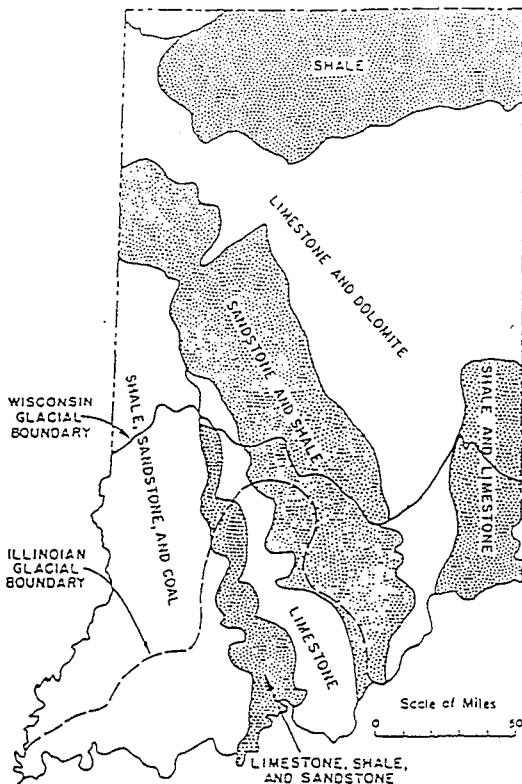 SHALE
LIMESTONE AND DOLOMITE
SANDSTONE AND SHALE
SHALE AND LIMESTONE
WISCONSIN
GLACIAL
BOUNDARY
SHALE, SANDSTONE, AND COAL
ILLINOIAN
GLACIAL
BOUNDARY
LIMESTONE
Scale of Miles
0 50
LIMESTONE, SHALE,
AND SANDSTONE